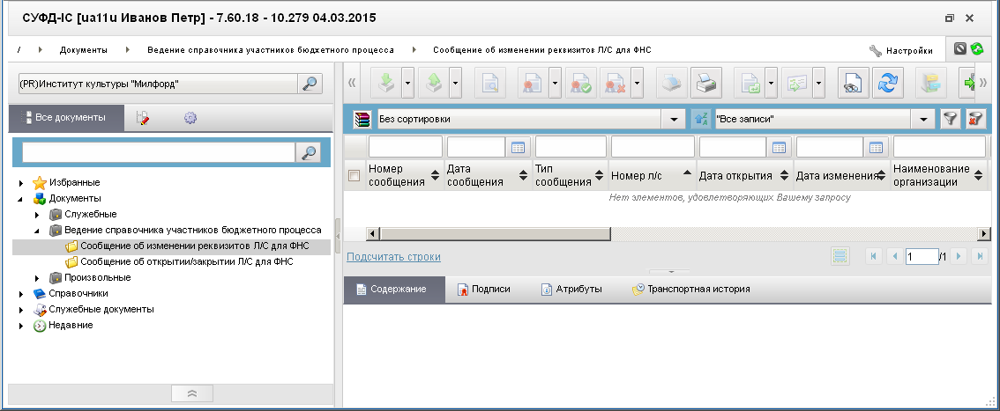 СУФД-IC [ua11u Иванов Петр] - 7.60.18 - 10.279 04.03.2015
/ Документы Ведение справочника участников бюджетного процесса Сообщение об изменении реквизитов Л/С для ФНС Настройки
(PR)Институт культуры "Милфорд"
Все документы
Избранные
Документы
Служебные
Ведение справочника участников бюджетного процесса
Сообщение об изменении реквизитов Л/С для ФНС
Сообщение об открытии/закрытии Л/С для ФНС
Произвольные
Справочники
Служебные документы
Недавние
Без сортировки "Все записи"
Номер сообщения
Дата сообщения
Тип сообщения
Номер л/с
Дата открытия
Дата изменения
Наименование организации
Нет элементов, удовлетворяющих Вашему запросу
Подсчитать строки 1 /1
Содержание Подписи Атрибуты Транспортная история